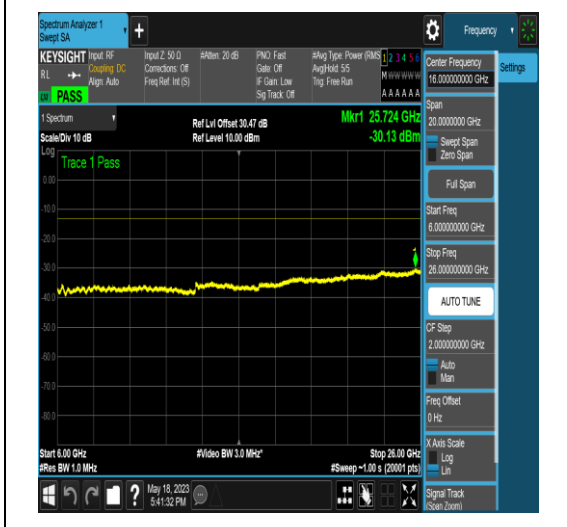 Spectrum Analyzer 1
Swept SA
+
Frequency
KEYSIGHT
RL
PASS
Input: RF
Coupling: DC
Align: Auto
Input Z: 50 Ω
Corrections: Off
Freq Ref: Int (S)
#Atten: 20 dB
PNO: Fast
Gate: Off
IF Gain: Low
Sig Track: Off
#Avg Type: Power (RMS
Avg|Hold: 5/5
Trig: Free Run
1 2 3 4 5 6
M W W W W W
A A A A A A
Settings
1 Spectrum
Scale/Div 10 dB
Ref Lvl Offset 30.47 dB
Ref Level 10.00 dBm
Mkr1 25.724 GHz
-30.13 dBm
Log
Trace 1 Pass
0.00
-10.0
-20.0
-30.0
-40.0
-50.0
-60.0
-70.0
-80.0
1
Start 6.00 GHz
#Res BW 1.0 MHz
#Video BW 3.0 MHz*
Stop 26.00 GHz
#Sweep ~1.00 s (20001 pts)
Center Frequency
16.000000000 GHz
Span
20.0000000 GHz
Swept Span
Zero Span
Full Span
Start Freq
6.000000000 GHz
Stop Freq
26.000000000 GHz
AUTO TUNE
CF Step
2.000000000 GHz
Auto
Man
Freq Offset
0 Hz
X Axis Scale
Log
Lin
Signal Track
(Span Zoom)
?
May 18, 2023
5:41:32 PM